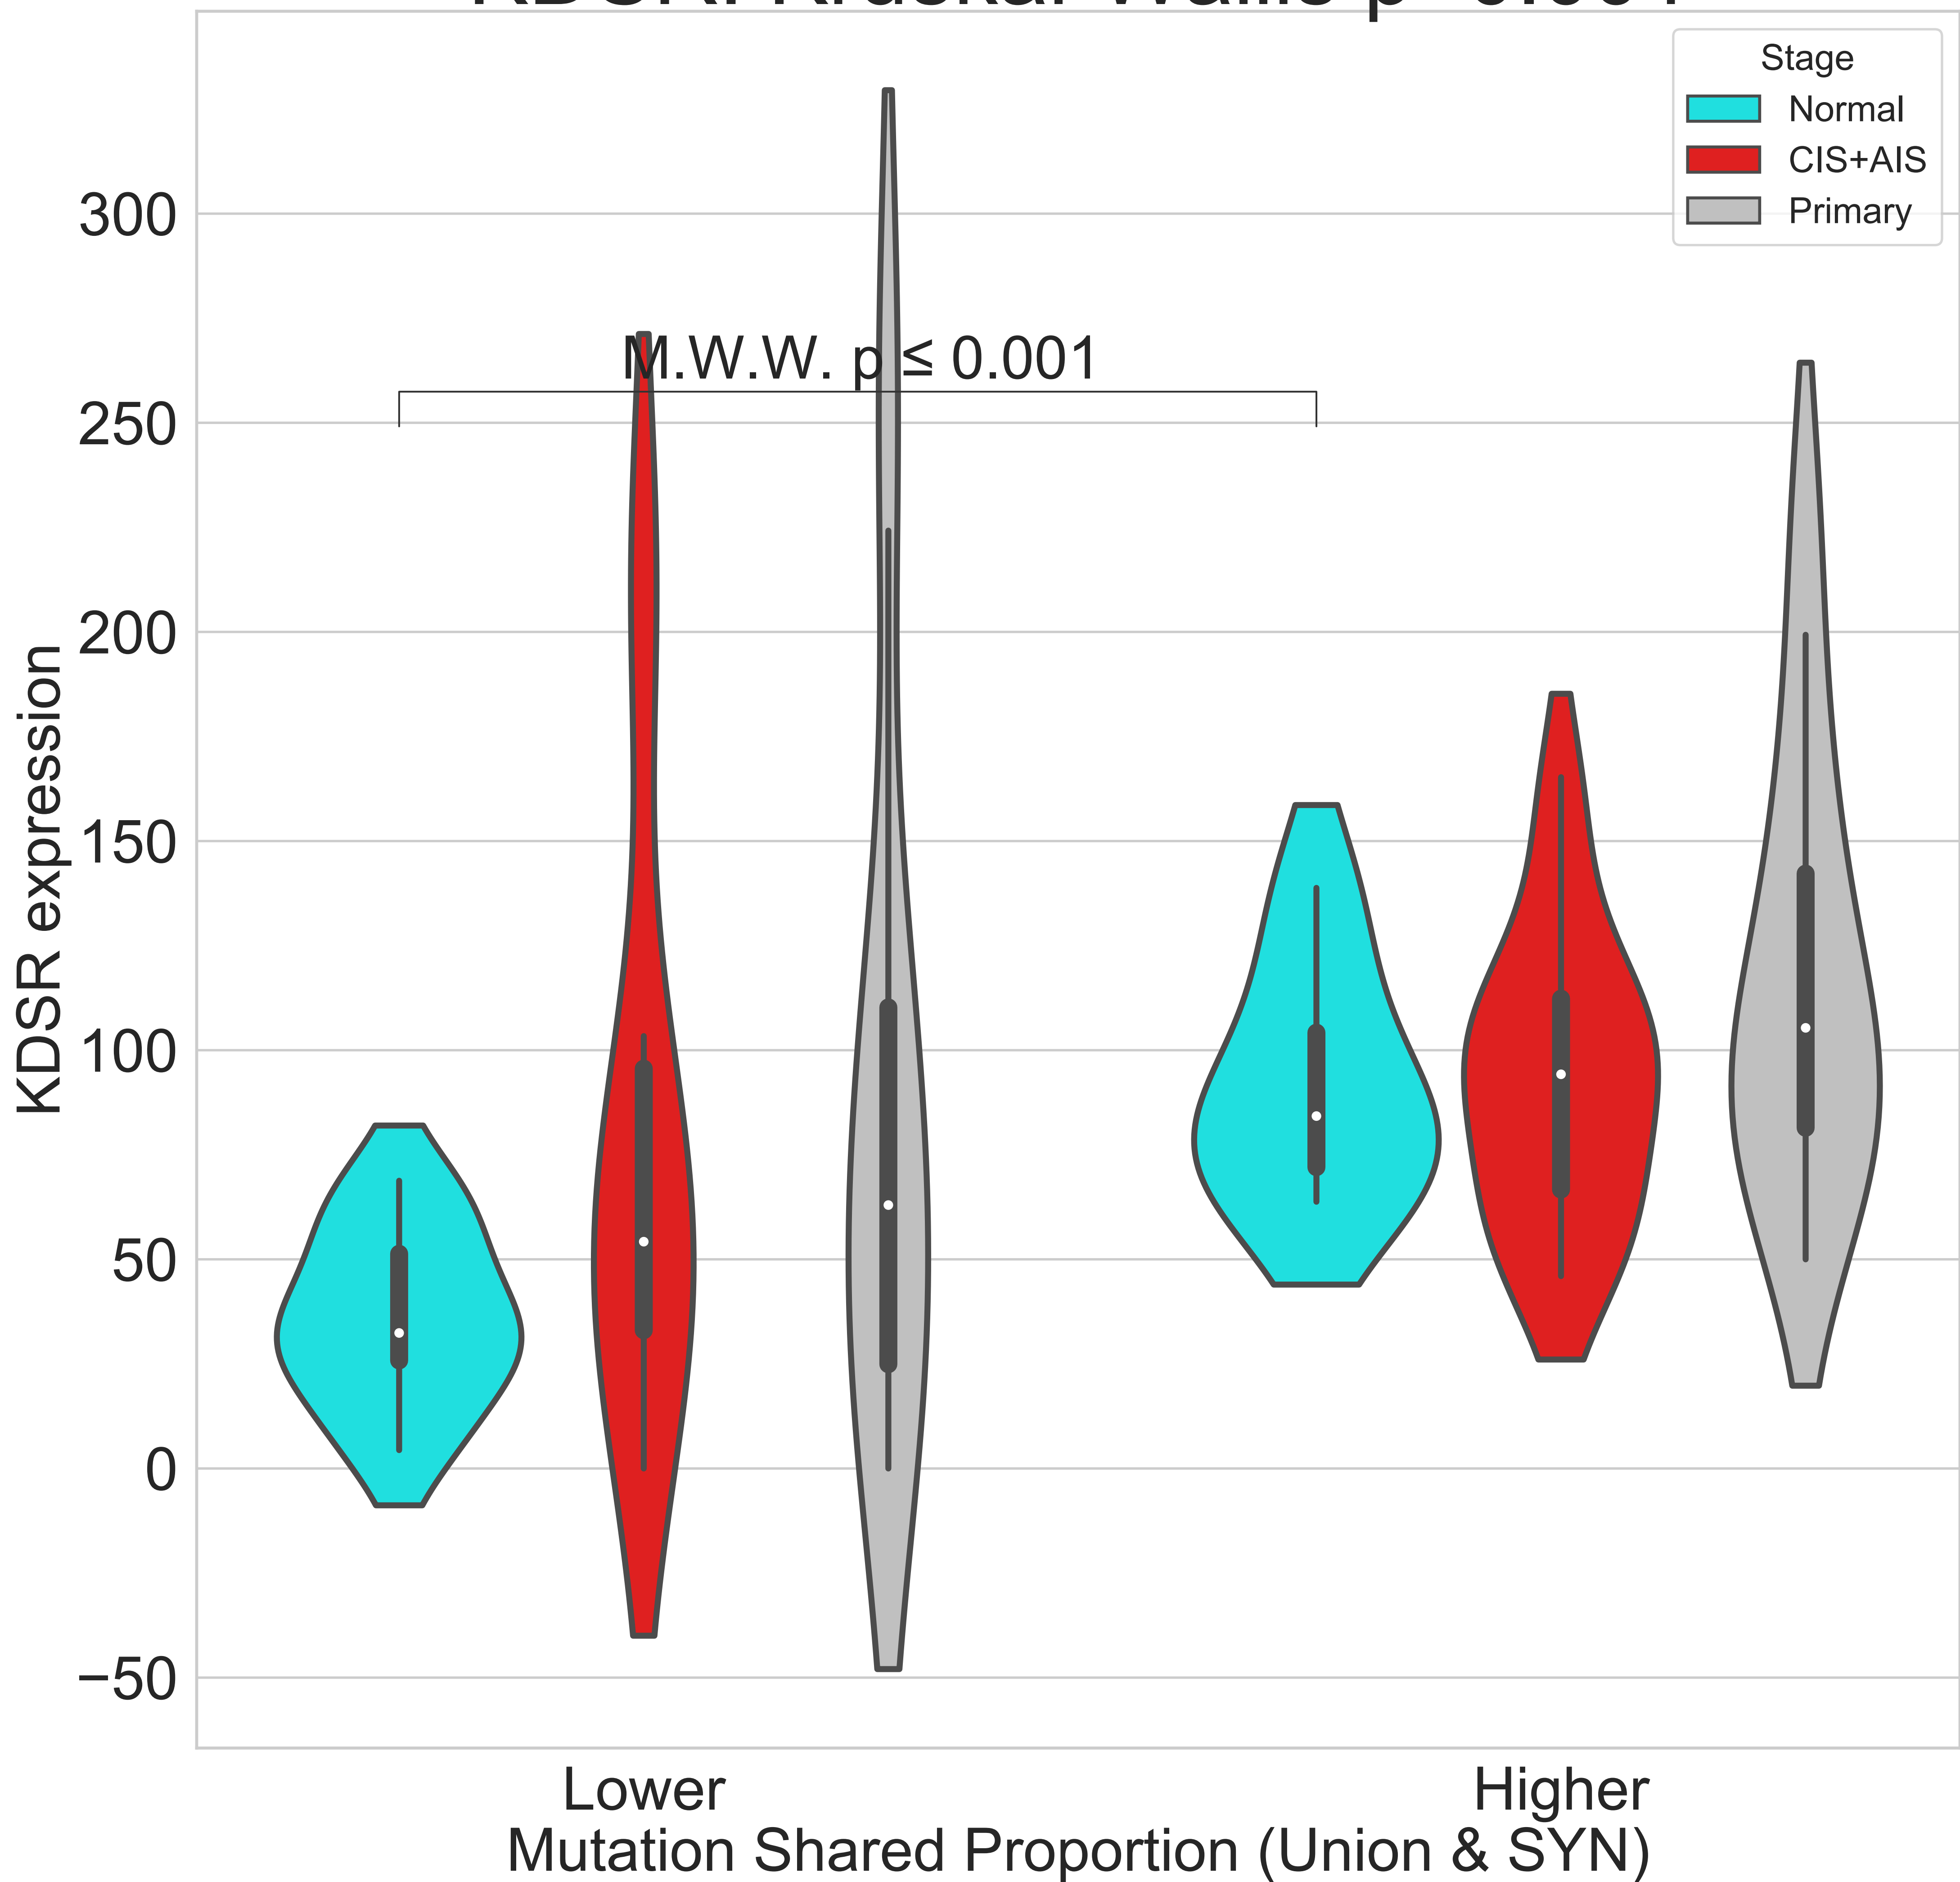 Stage
Normal
CIS+AIS
Primary
M.W.W. p ≤ 0.001
300
250
200
150
100
50
0
−50
KDSR expression
Lower
Higher
Mutation Shared Proportion (Union & SYN)